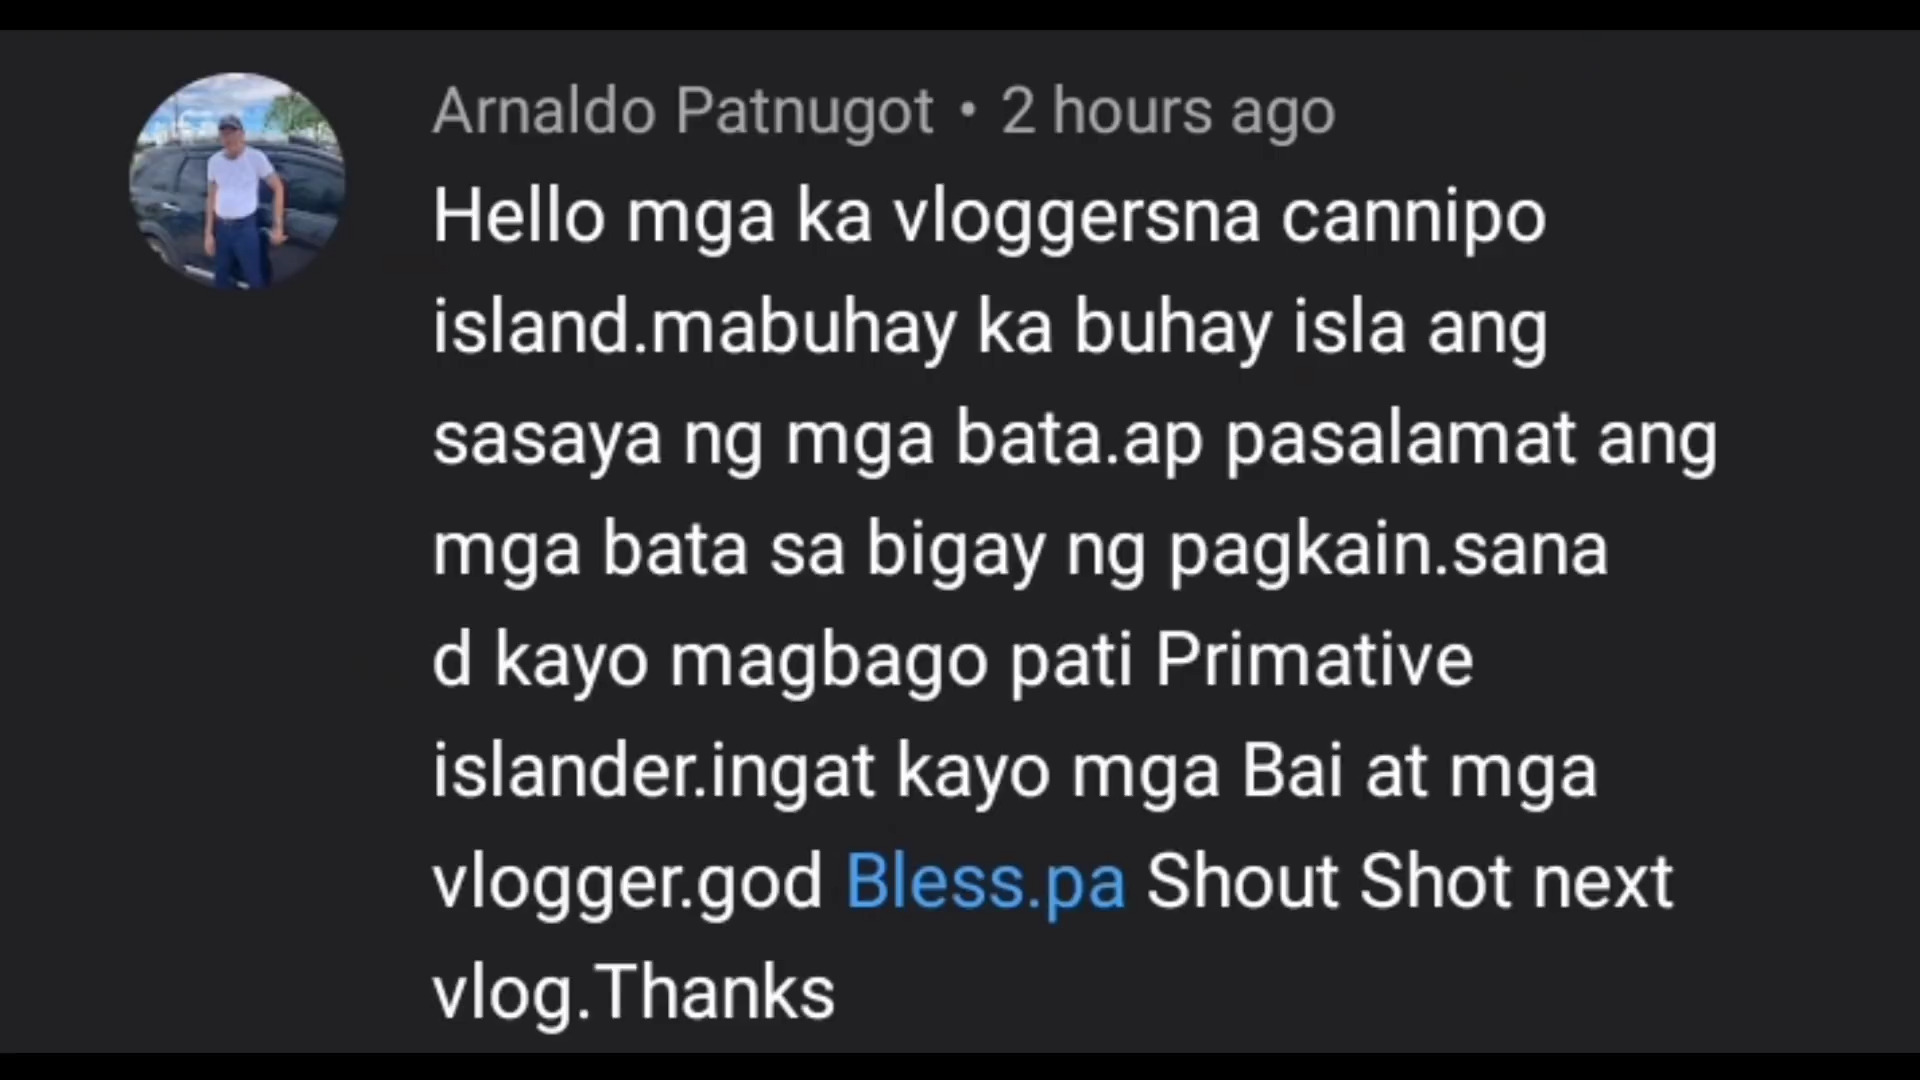 Arnaldo Patnugot • 2 hours ago
Hello mga ka vloggersna cannipo
island.mabuhay ka buhay isla ang
sasaya ng mga bata.ap pasalamat ang
mga bata sa bigay ng pagkain.sana
d kayo magbago pati Primative
islander.ingat kayo mga Bai at mga
vlogger.god Bless.pa Shout Shot next
vlog.Thanks